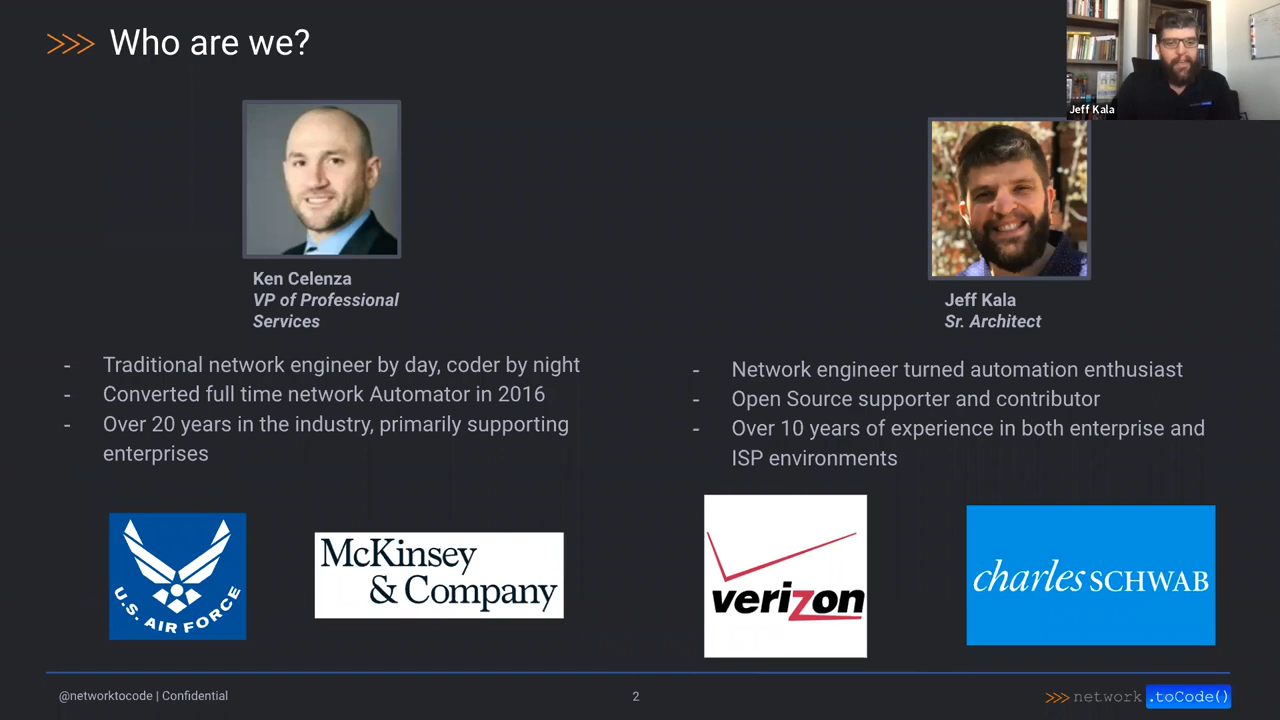 >>> Who are we?
Jeff Kala
Ken Celenza
VP of Professional
Services
- Traditional network engineer by day, coder by night
- Converted full time network Automator in 2016
- Over 20 years in the industry, primarily supporting
enterprises
U.S. AIR FORCE
McKinsey
& Company
Jeff Kala
Sr. Architect
- Network engineer turned automation enthusiast
- Open Source supporter and contributor
- Over 10 years of experience in both enterprise and
ISP environments
verizon
charles SCHWAB
@networktocode | Confidential
2
>>> network .toCode()